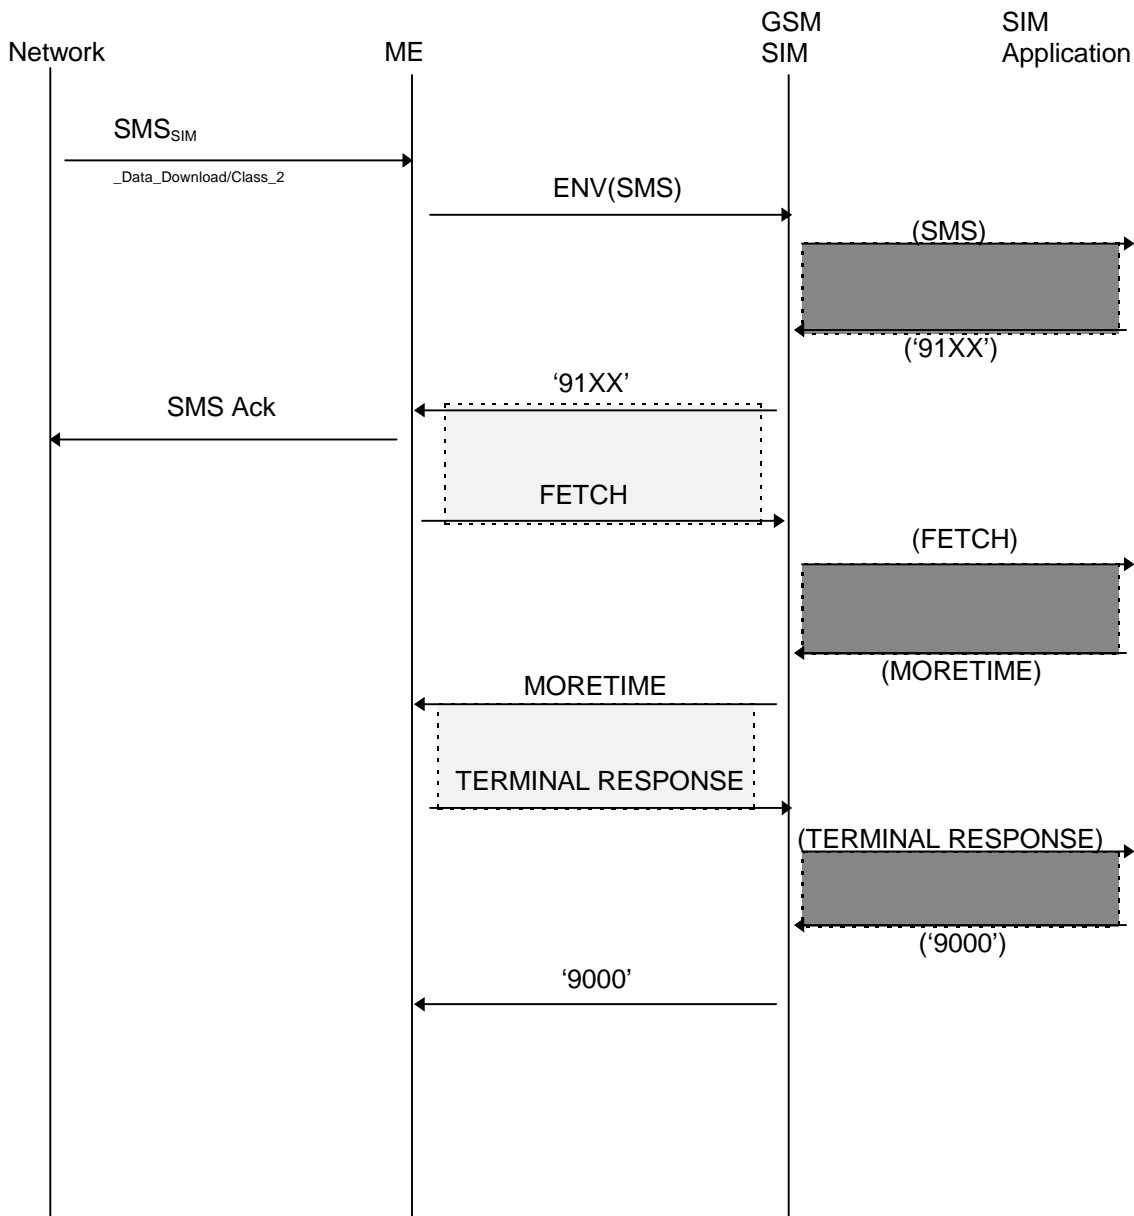 GSM
SIM
SIM
Application
Network
ME
SMSSIM
_Data_Download/Class_2
ENV(SMS)
(SMS)
(‘91XX’)
‘91XX’
SMS Ack
FETCH
(FETCH)
(MORETIME)
MORETIME
TERMINAL RESPONSE
(TERMINAL RESPONSE)
(‘9000’)
‘9000’